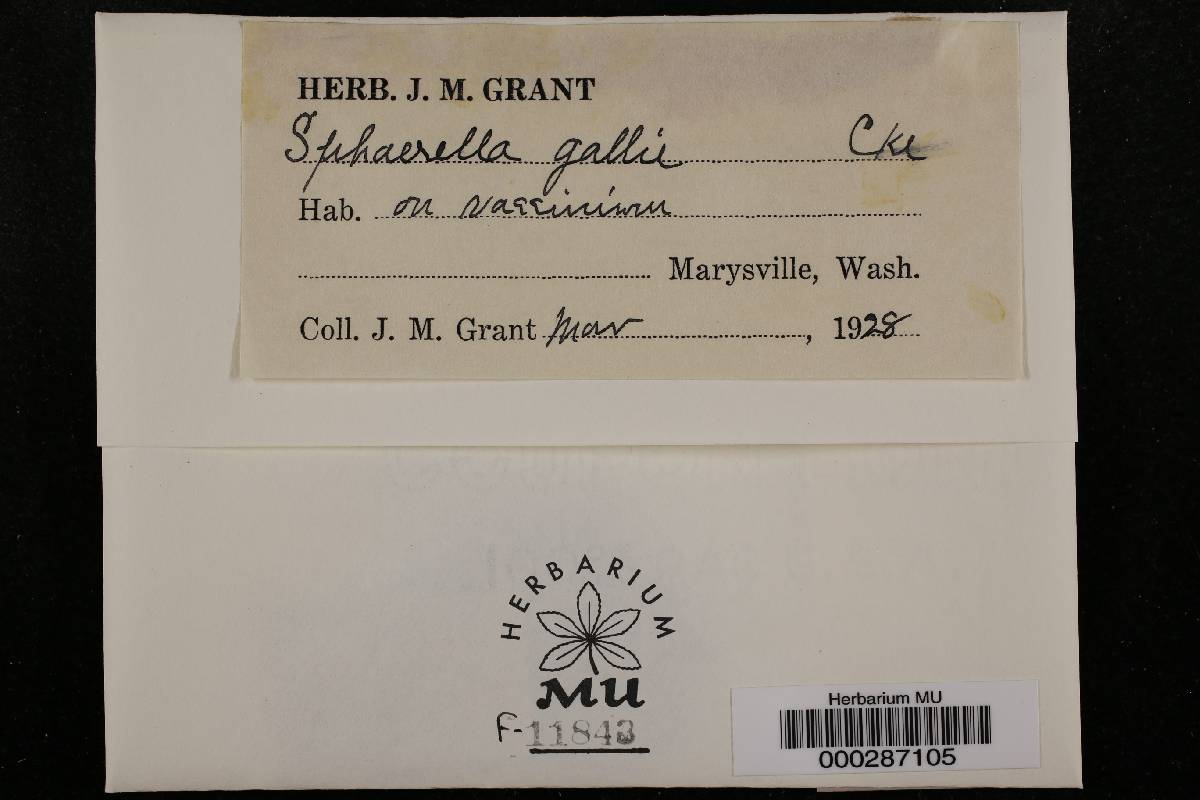 HERB. J. M. GRANT
Sphaerella gallii Cke
Hab. on vaccinium
Marysville, Wash.
Coll. J. M. Grant Mar, 1928
HERBARIUM
MU
F-11843
Herbarium MU
000287105